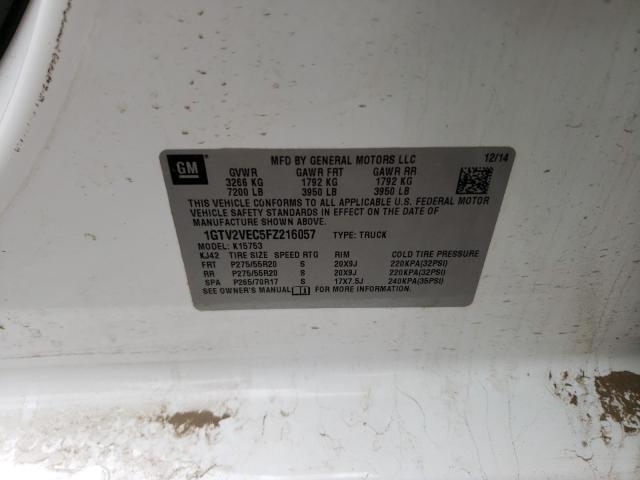 MFD BY GENERAL MOTORS LLC 12/14
GM GVWR GAWR FRT GAWR RR
3266 KG 1792 KG 1792 KG
7200 LB 3950 LB 3950 LB
THIS VEHICLE CONFORMS TO ALL APPLICABLE U.S. FEDERAL MOTOR
VEHICLE SAFETY STANDARDS IN EFFECT ON THE DATE OF
MANUFACTURE SHOWN ABOVE.
1GTV2VEC5FZ216057 TYPE: TRUCK
MODEL: K15753
KJ42 TIRE SIZE SPEED RTG RIM COLD TIRE PRESSURE
FRT P275/55R20 S 20X9J 220KPA(32PSI)
RR P275/55R20 S 20X9J 220KPA(32PSI)
SPA P265/70R17 S 17X7.5J 240KPA(35PSI)
SEE OWNER'S MANUAL FOR MORE INFORMATION.